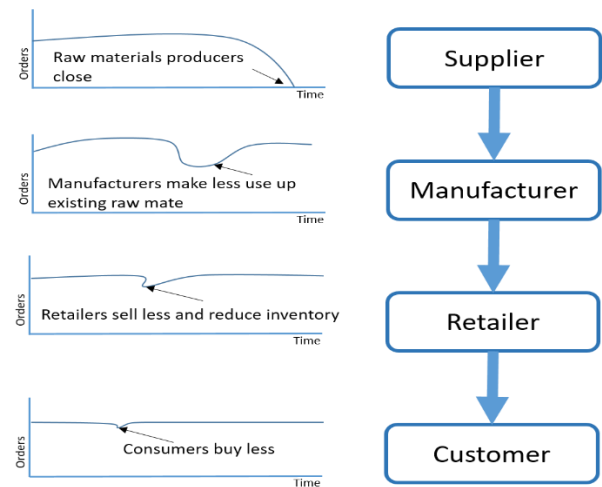 Orders
Raw materials producers
close
Time
Supplier
Orders
Manufacturers make less use up
existing raw mate
Time
Manufacturer
Orders
Retailers sell less and reduce inventory
Time
Retailer
Orders
Consumers buy less
Time
Customer